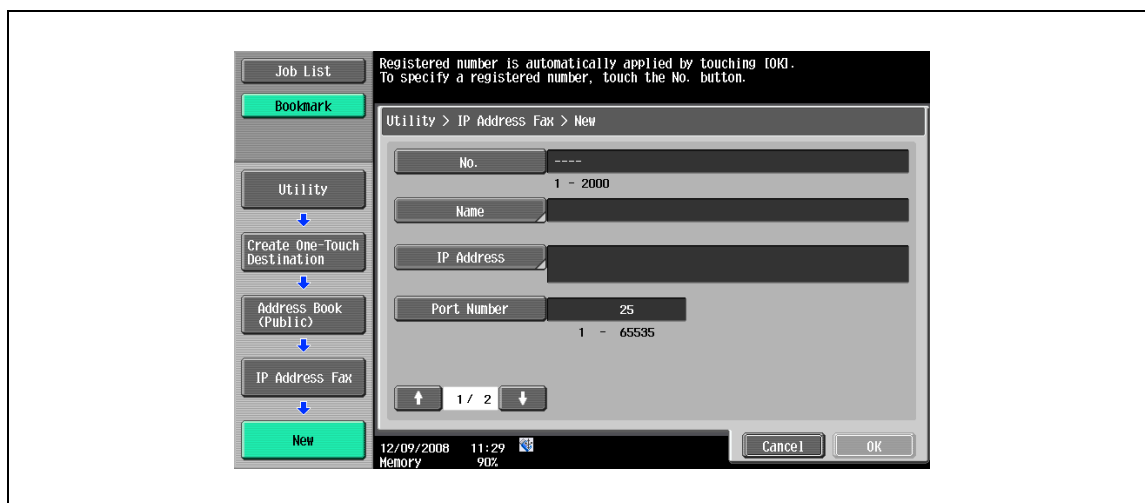 Job List
Bookmark
Registered number is automatically applied by touching [OK].
To specify a registered number, touch the No. button.
Utility > IP Address Fax > New
No.
----
1 - 2000
Name
IP Address
Port Number
25
1 - 65535
1/ 2
Utility
Create One-Touch
Destination
Address Book
(Public)
IP Address Fax
New
12/09/2008 11:29
Memory 90%
Cancel
OK